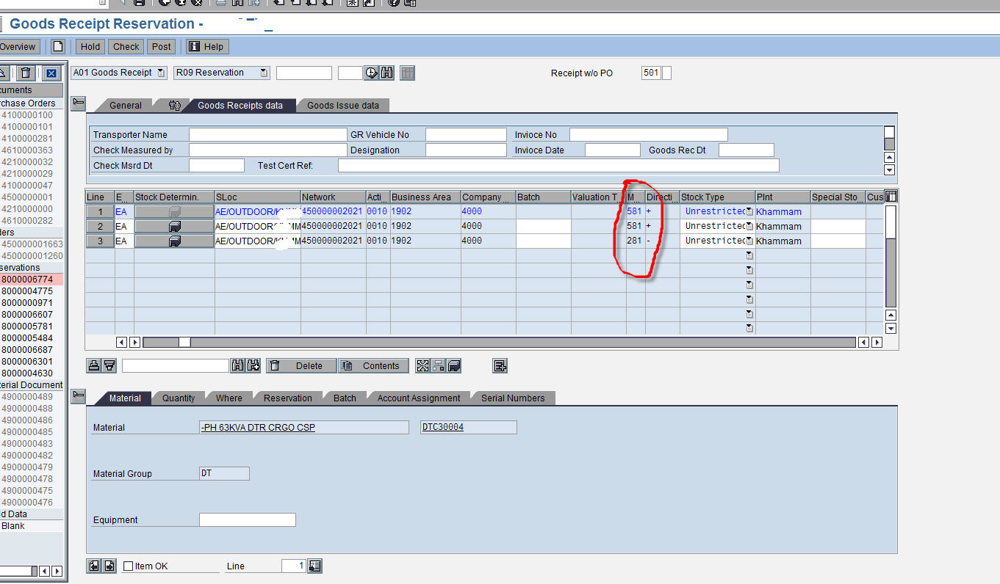 Goods Receipt Reservation -
Overview Hold Check Post Help
A01 Goods Receipt R09 Reservation Receipt w/o PO 501
General Goods Receipts data Goods Issue data
Transporter Name GR Vehicle No Invioce No
Check Measured by Designation Invioce Date Goods Rec Dt
Check Msrd Dt Test Cert Ref:
Line E... Stock Determin. SLoc Network Acti... Business Area Company ... Batch Valuation T... M... Directi... Stock Type Plnt Special Sto... Cus
1 EA AE/OUTDOOR/ 450000002021 0010 1902 4000 581 + Unrestricted Khammam
2 EA AE/OUTDOOR/ 450000002021 0010 1902 4000 581 + Unrestricted Khammam
3 EA AE/OUTDOOR/ 450000002021 0010 1902 4000 281 - Unrestricted Khammam
Delete Contents
Material Quantity Where Reservation Batch Account Assignment Serial Numbers
Material -PH 63KVA DTR CRGO CSP DTC30004
Material Group DT
Equipment
Item OK Line 1
cuments
rchase Orders
4100000100
4100000101
4100000281
4610000363
4210000032
4210000029
4100000047
4500000001
4210000000
4610000282
ders
450000001663
450000001260
servations
8000006774
8000004775
8000000971
8000006607
8000005781
8000005484
8000006687
8000006301
8000004630
terial Document
4900000489
4900000488
4900000486
4900000485
4900000483
4900000482
4900000479
4900000478
4900000475
4900000476
ld Data
Blank